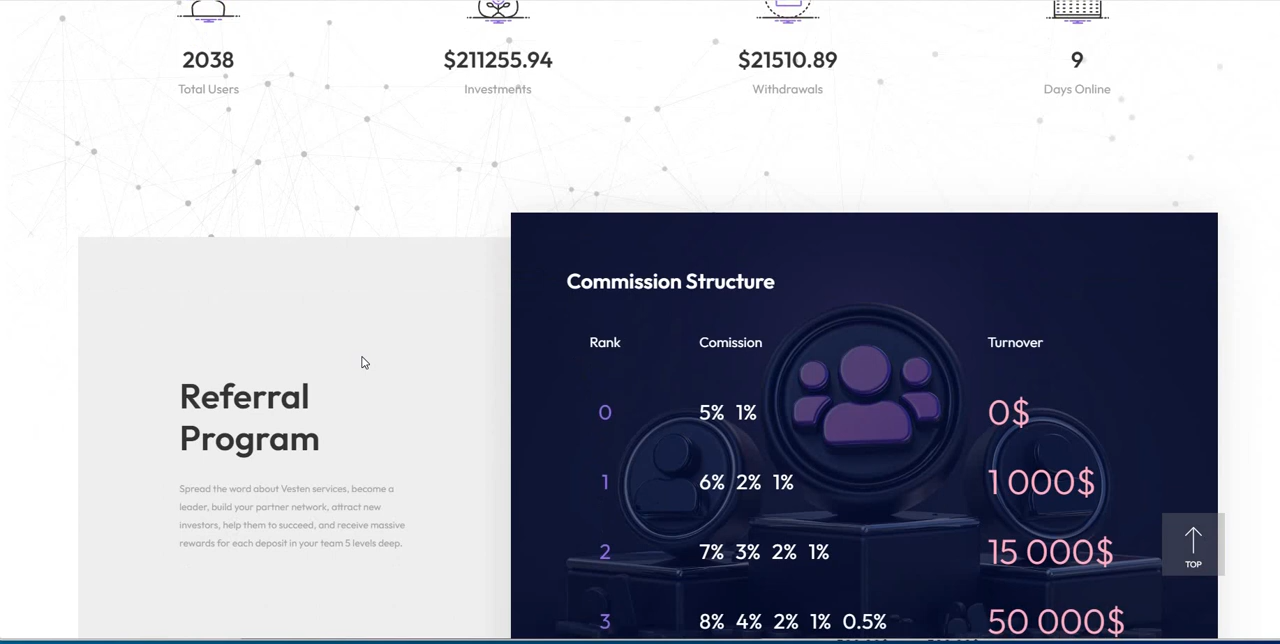 2038 $211255.94 $21510.89 9
Total Users Investments Withdrawals Days Online
Commission Structure
Rank Comission Turnover
0 5% 1% 0$
1 6% 2% 1% 1 000$
2 7% 3% 2% 1% 15 000$
3 8% 4% 2% 1% 0.5% 50 000$
Referral
Program
Spread the word about Vesten services, become a
leader, build your partner network, attract new
investors, help them to succeed, and receive massive
rewards for each deposit in your team 5 levels deep.
TOP